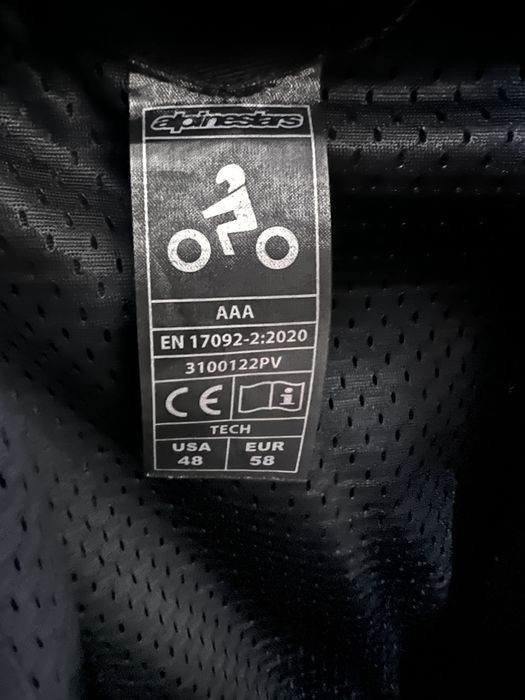 alpinestars
AAA
EN 17092-2:2020
3100122PV
CE i
TECH
USA EUR
48 58